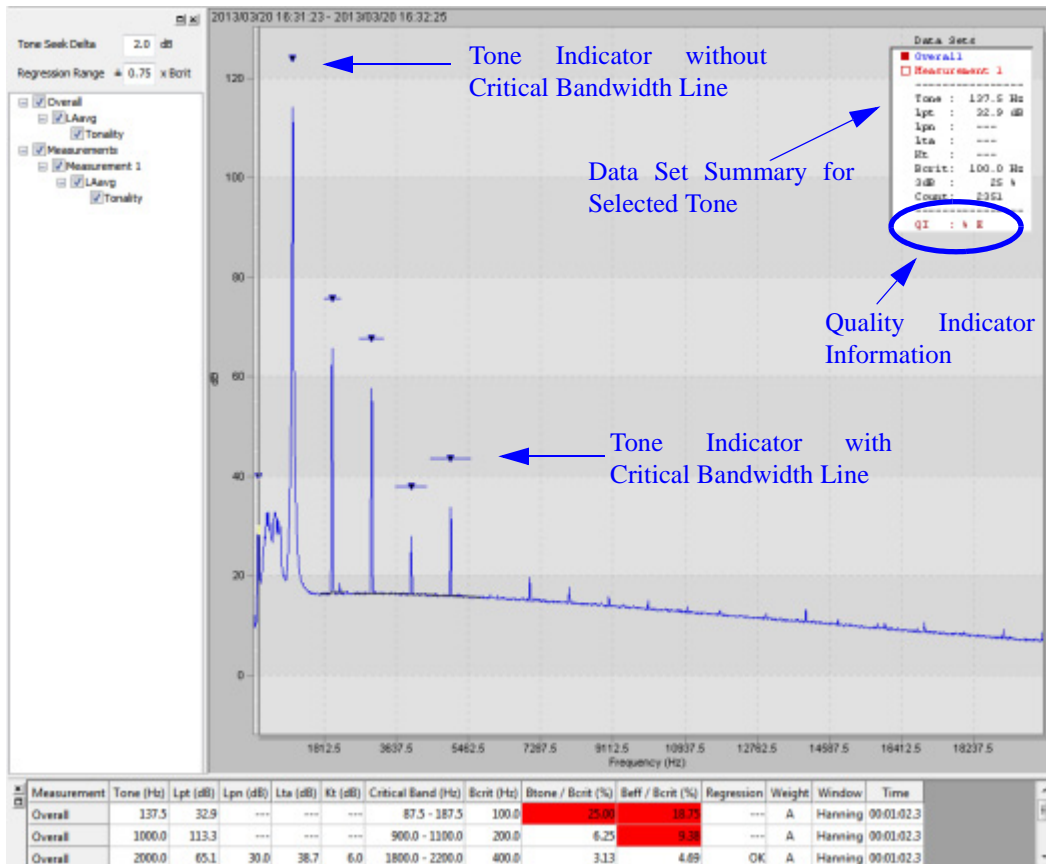 2013/03/20 16:31:23 - 2013/03/20 16:32:25
Tone Seek Delta 2.0 dB
Regression Range ± 0.75 x Bcrit
Overall
LAavg
Tonality
Measurements
Measurement 1
LAavg
Tonality
Tone Indicator without
Critical Bandwidth Line
Data Set Summary for
Selected Tone
Quality Indicator
Information
Tone Indicator with
Critical Bandwidth Line
Data Sets
Overall
Measurement 1
Tone : 137.5 Hz
Lpt : 32.9 dB
Lpn : ---
Lta : ---
Kt : ---
Bcrit: 100.0 Hz
3dB : 25 %
Count: 2351
QI : % E
120
100
80
60
40
20
0
dB
1812.5 3637.5 5462.5 7287.5 9112.5 10937.5 12762.5 14587.5 16412.5 18237.5
Frequency (Hz)
Measurement Tone (Hz) Lpt (dB) Lpn (dB) Lta (dB) Kt (dB) Critical Band (Hz) Bcrit (Hz) Btone / Bcrit (%) Beff / Bcrit (%) Regression Weight Window Time
Overall 137.5 32.9 --- --- --- 87.5 - 187.5 100.0 25.00 18.75 --- A Hanning 00:01:02.3
Overall 1000.0 113.3 --- --- --- 900.0 - 1100.0 200.0 6.25 9.38 --- A Hanning 00:01:02.3
Overall 2000.0 65.1 30.0 38.7 6.0 1800.0 - 2200.0 400.0 3.13 4.69 OK A Hanning 00:01:02.3